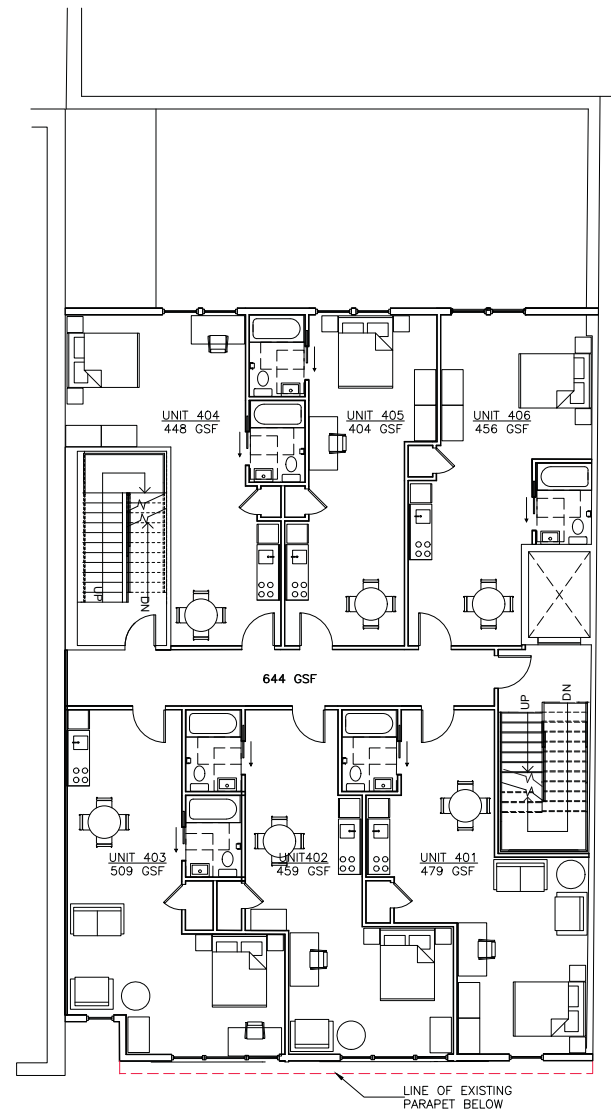 UNIT 404
448 GSF
UNIT 405
404 GSF
UNIT 406
456 GSF
UP
DN
644 GSF
UP
DN
UNIT 403
509 GSF
UNIT402
459 GSF
UNIT 401
479 GSF
LINE OF EXISTING
PARAPET BELOW